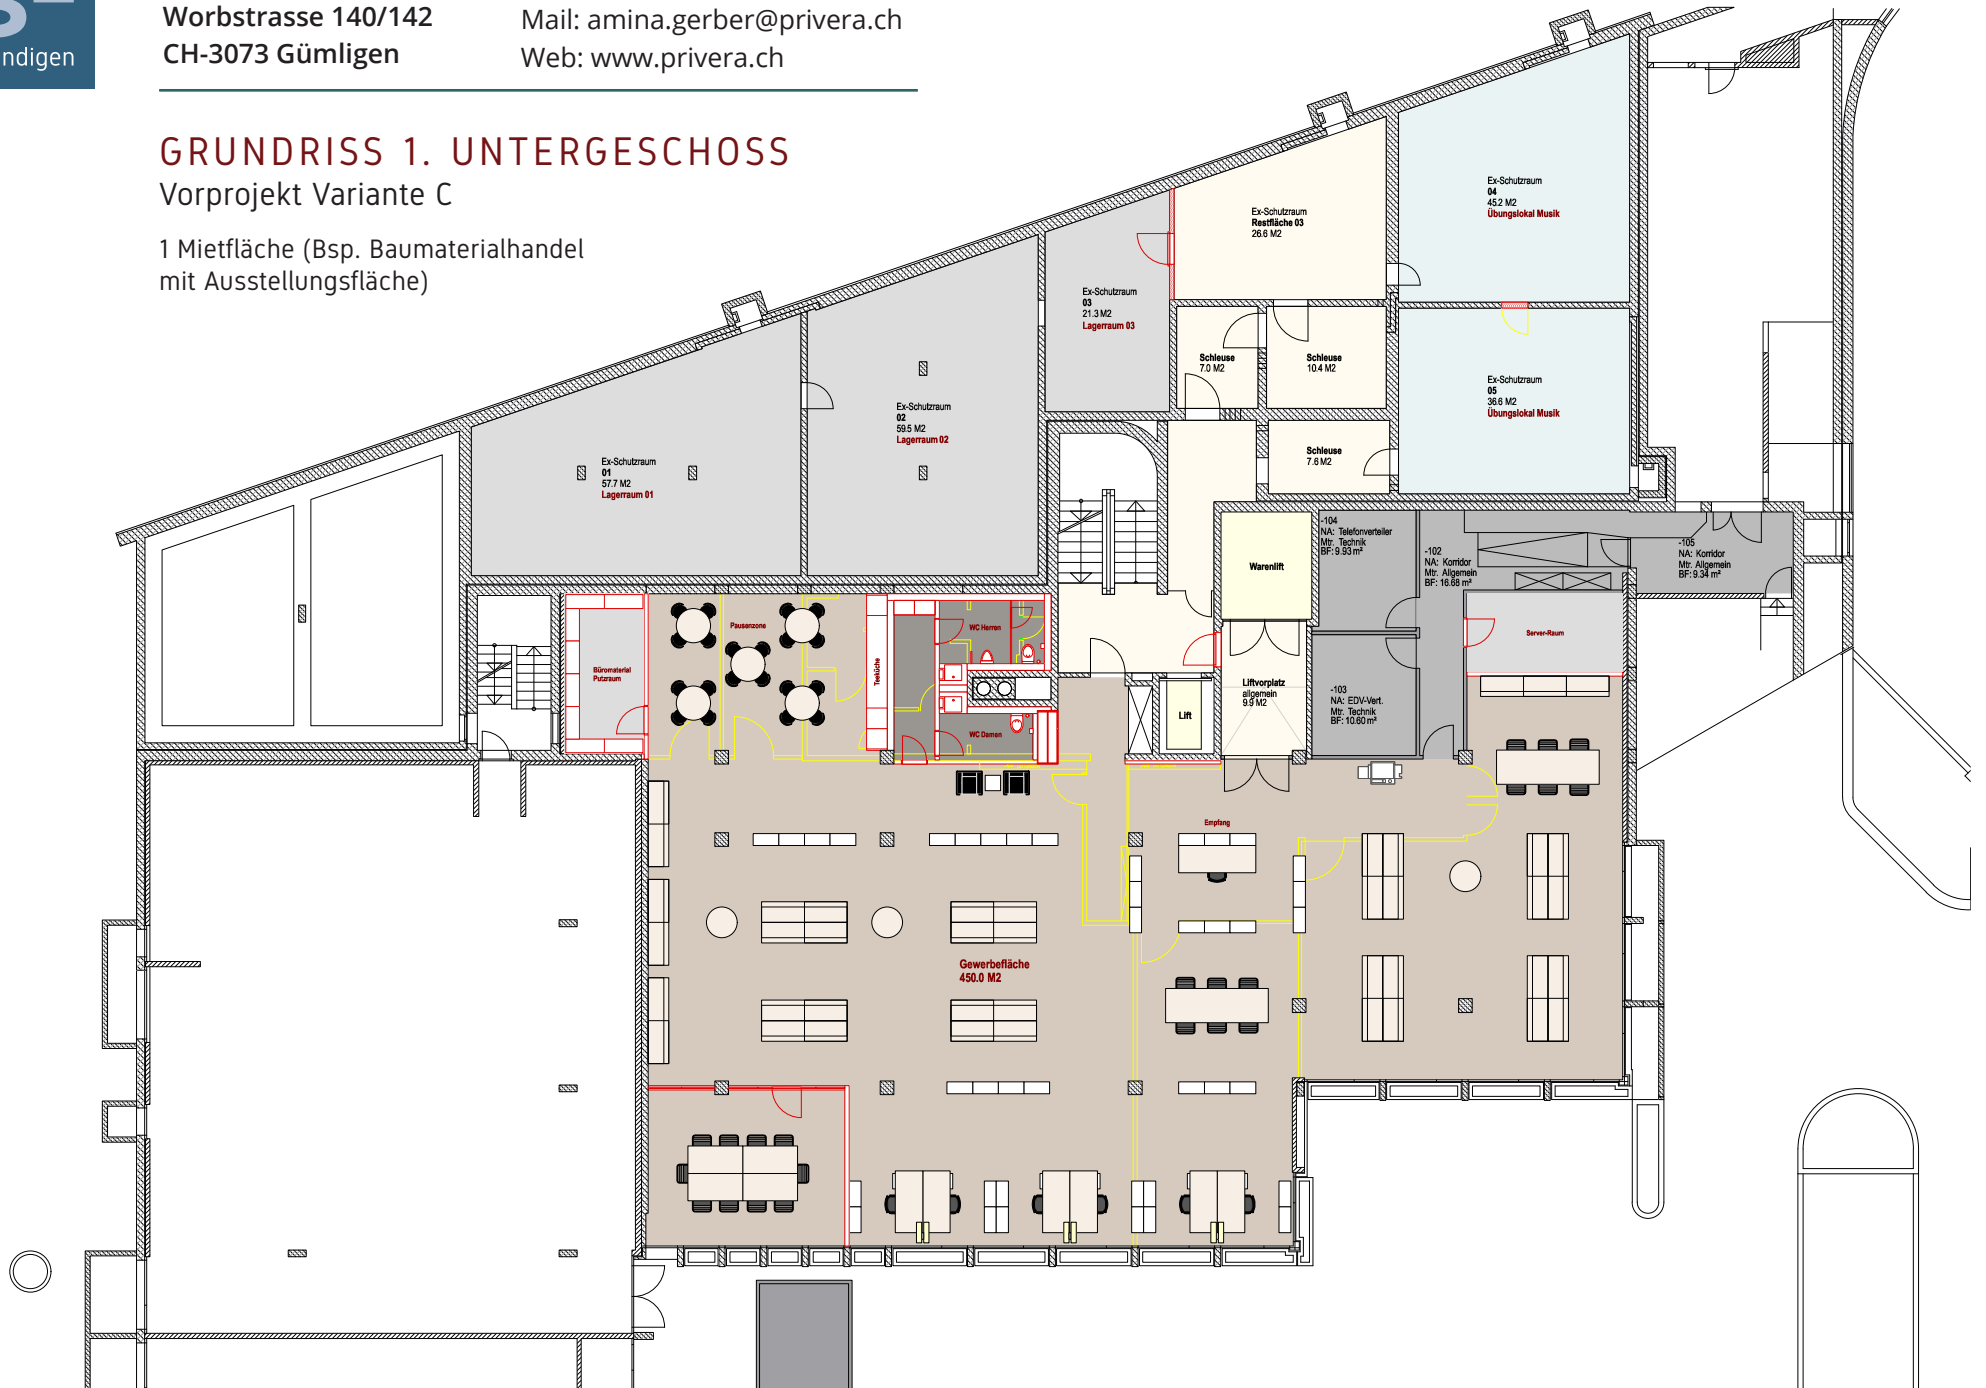 ndigen
Worbstrasse 140/142
CH-3073 Gümligen
Mail: amina.gerber@privera.ch
Web: www.privera.ch
GRUNDRISS 1. UNTERGESCHOSS
Vorprojekt Variante C
1 Mietfläche (Bsp. Baumaterialhandel
mit Ausstellungsfläche)
Ex-Schutzraum
04
45.2 M2
Übungslokal Musik
Ex-Schutzraum
Restfläche 03
26.6 M2
Ex-Schutzraum
03
21.3 M2
Lagerraum 03
Schleuse
7.0 M2
Schleuse
10.4 M2
Ex-Schutzraum
05
36.6 M2
Übungslokal Musik
Ex-Schutzraum
02
59.5 M2
Lagerraum 02
Ex-Schutzraum
01
57.7 M2
Lagerraum 01
Schleuse
7.6 M2
Warenlift
-104
NA: Telefonverteiler
Mtr. Technik
BF: 9.93 m²
-102
NA: Korridor
Mtr. Allgemein
BF: 16.68 m²
-105
NA: Korridor
Mtr. Allgemein
BF: 9.34 m²
Pausenzone
WC Herren
Server-Raum
Büromaterial
Putzraum
Teeküche
Liftvorplatz
allgemein
9.9 M2
-103
NA: EDV-Vert.
Mtr. Technik
BF: 10.60 m²
Lift
WC Damen
Empfang
Gewerbefläche
450.0 M2